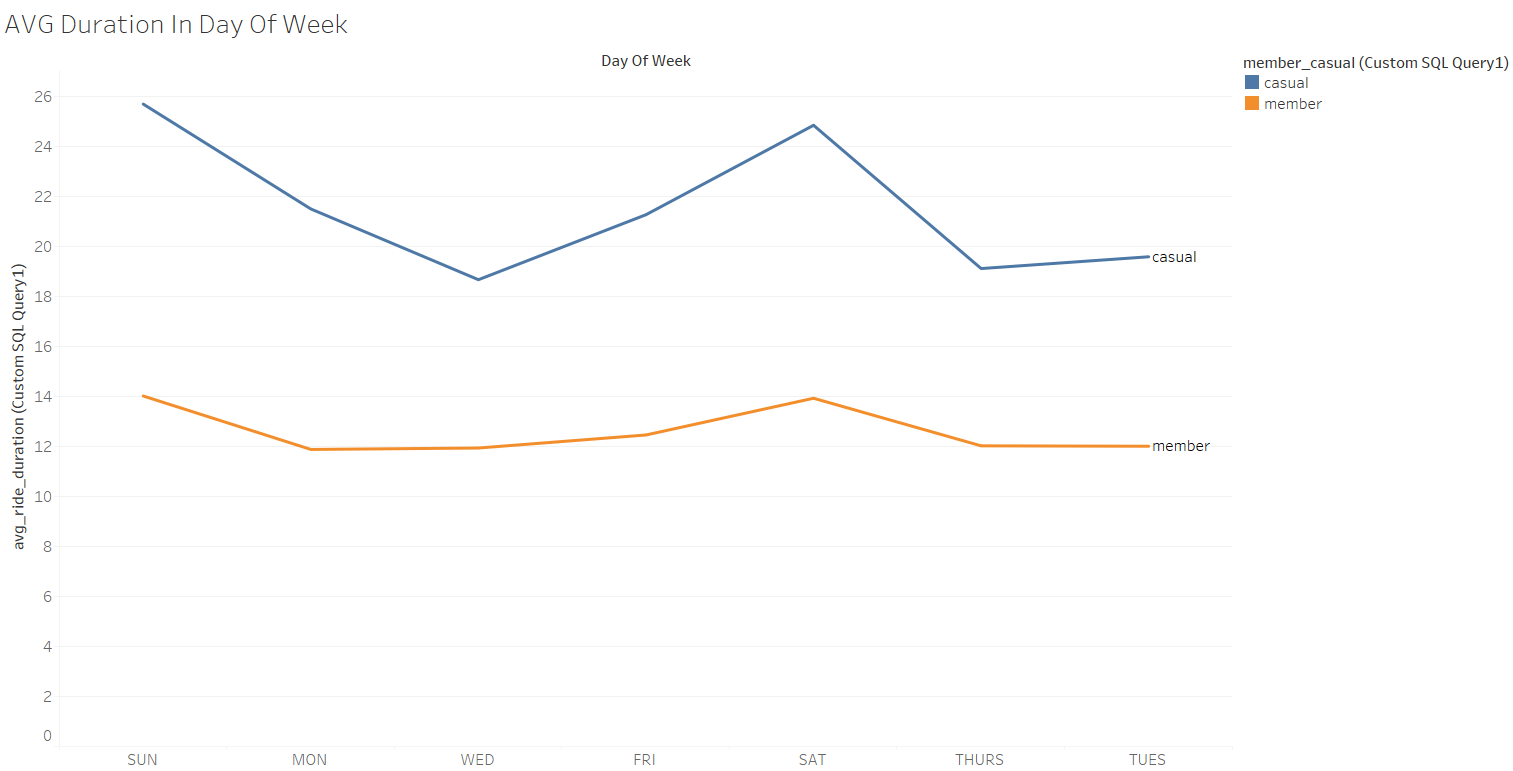 AVG Duration In Day Of Week
Day Of Week
member_casual (Custom SQL Query1)
casual
member
avg_ride_duration (Custom SQL Query1)
26
24
22
20
18
16
14
12
10
8
6
4
2
0
casual
member
SUN MON WED FRI SAT THURS TUES